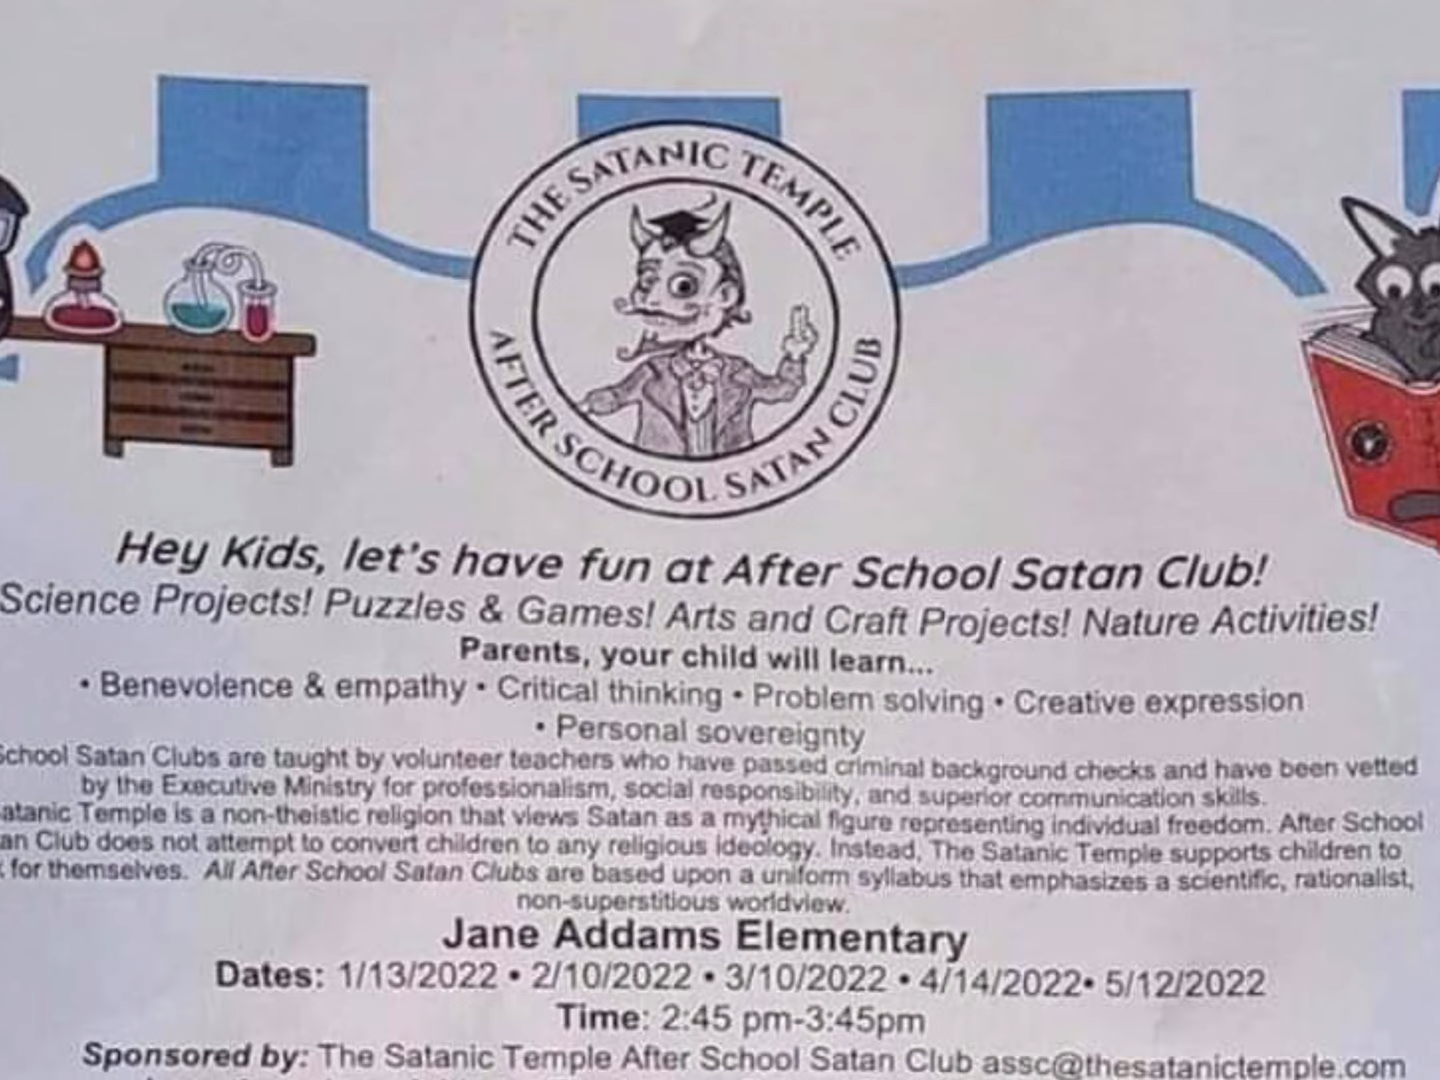 THE SATANIC TEMPLE
AFTER SCHOOL SATAN CLUB
Hey Kids, let's have fun at After School Satan Club!
Science Projects! Puzzles & Games! Arts and Craft Projects! Nature Activities!
Parents, your child will learn...
• Benevolence & empathy • Critical thinking • Problem solving • Creative expression
• Personal sovereignty
School Satan Clubs are taught by volunteer teachers who have passed criminal background checks and have been vetted
by the Executive Ministry for professionalism, social responsibility, and superior communication skills.
atanic Temple is a non-theistic religion that views Satan as a mythical figure representing individual freedom. After School
an Club does not attempt to convert children to any religious ideology. Instead, The Satanic Temple supports children to
for themselves. All After School Satan Clubs are based upon a uniform syllabus that emphasizes a scientific, rationalist,
non-superstitious worldview.
Jane Addams Elementary
Dates: 1/13/2022 • 2/10/2022 • 3/10/2022 • 4/14/2022• 5/12/2022
Time: 2:45 pm-3:45pm
Sponsored by: The Satanic Temple After School Satan Club assc@thesatanictemple.com